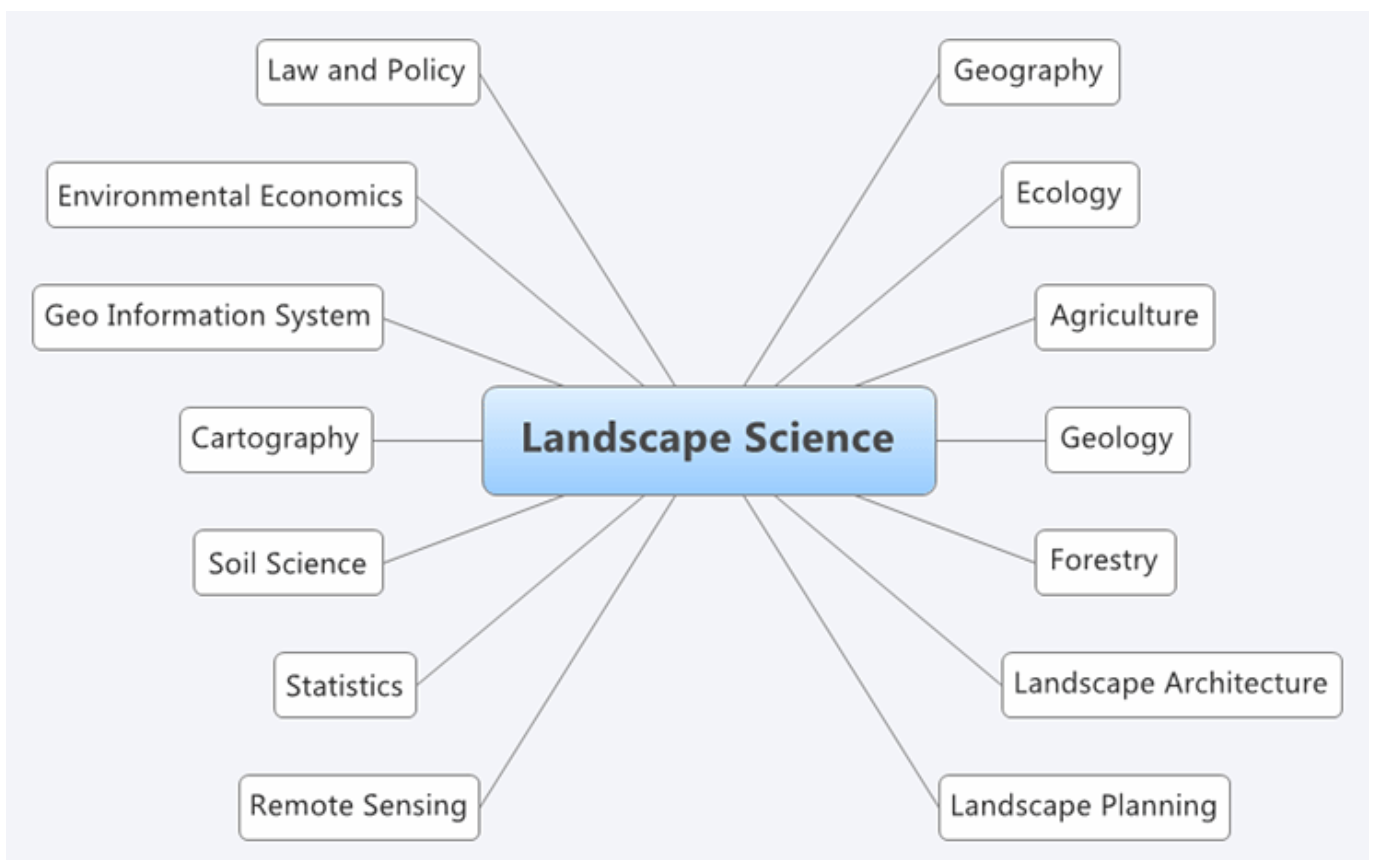 Law and Policy
Geography
Environmental Economics
Ecology
Geo Information System
Agriculture
Landscape Science
Cartography
Geology
Soil Science
Forestry
Statistics
Landscape Architecture
Remote Sensing
Landscape Planning